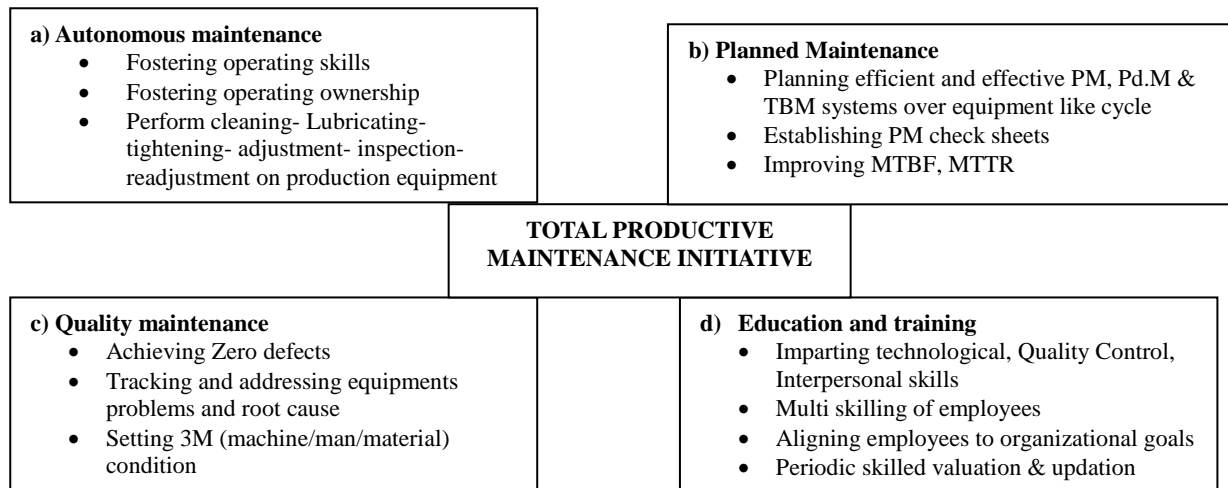 a) Autonomous maintenance
• Fostering operating skills
• Fostering operating ownership
• Perform cleaning- Lubricating-
tightening- adjustment- inspection-
readjustment on production equipment
b) Planned Maintenance
• Planning efficient and effective PM, Pd.M &
TBM systems over equipment like cycle
• Establishing PM check sheets
• Improving MTBF, MTTR
TOTAL PRODUCTIVE
MAINTENANCE INITIATIVE
c) Quality maintenance
• Achieving Zero defects
• Tracking and addressing equipments
problems and root cause
• Setting 3M (machine/man/material)
condition
d) Education and training
• Imparting technological, Quality Control,
Interpersonal skills
• Multi skilling of employees
• Aligning employees to organizational goals
• Periodic skilled valuation & updation